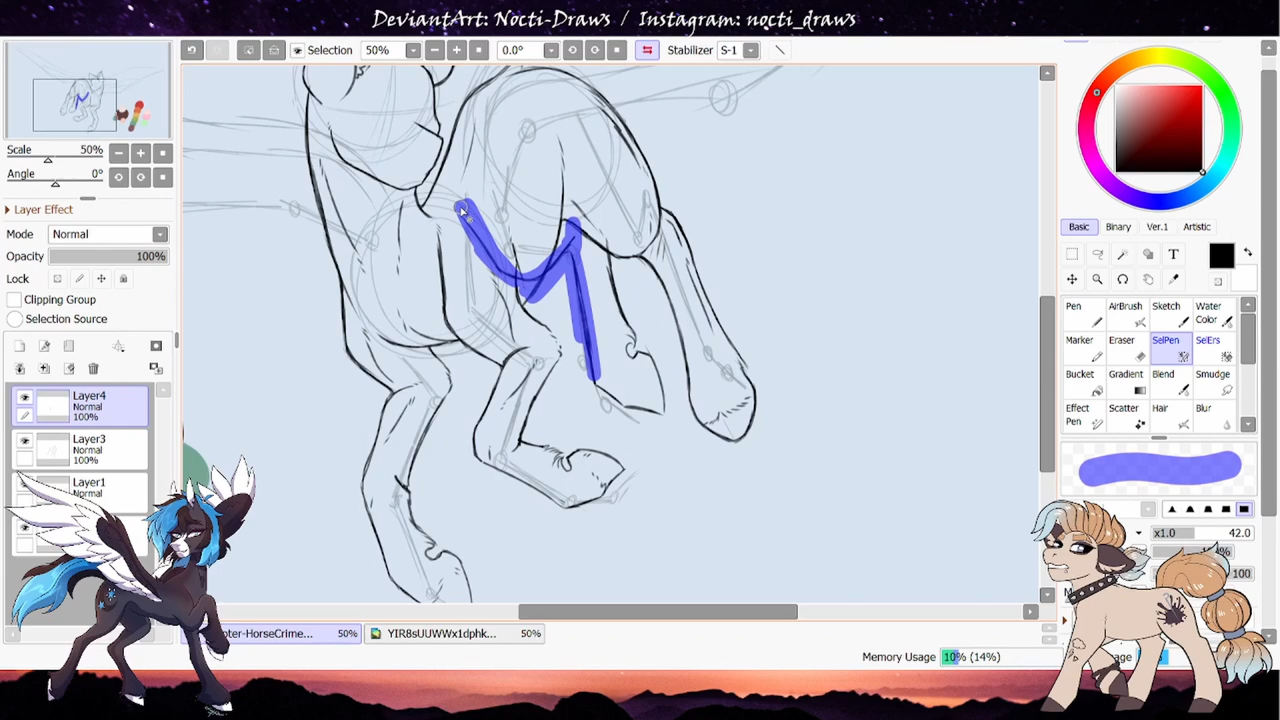 DeviantArt: Nocti-Draws / Instagram: nocti_draws
Selection 50% 0.0° Stabilizer S-1
Scale 50%
Angle 0°
Layer Effect
Mode Normal
Opacity 100%
Lock
Clipping Group
Selection Source
Layer4
Normal
100%
Layer3
Normal
100%
Layer1
Normal
Basic Binary Ver.1 Artistic
T
Pen AirBrush Sketch Water Color
Marker Eraser SelPen SelErs
Bucket Gradient Blend Smudge
Effect Pen Scatter Hair Blur
x1.0 42.0
100
oter-HorseCrime... 50% YIR8sUUWWx1dphk... 50%
Memory Usage 10% (14%)